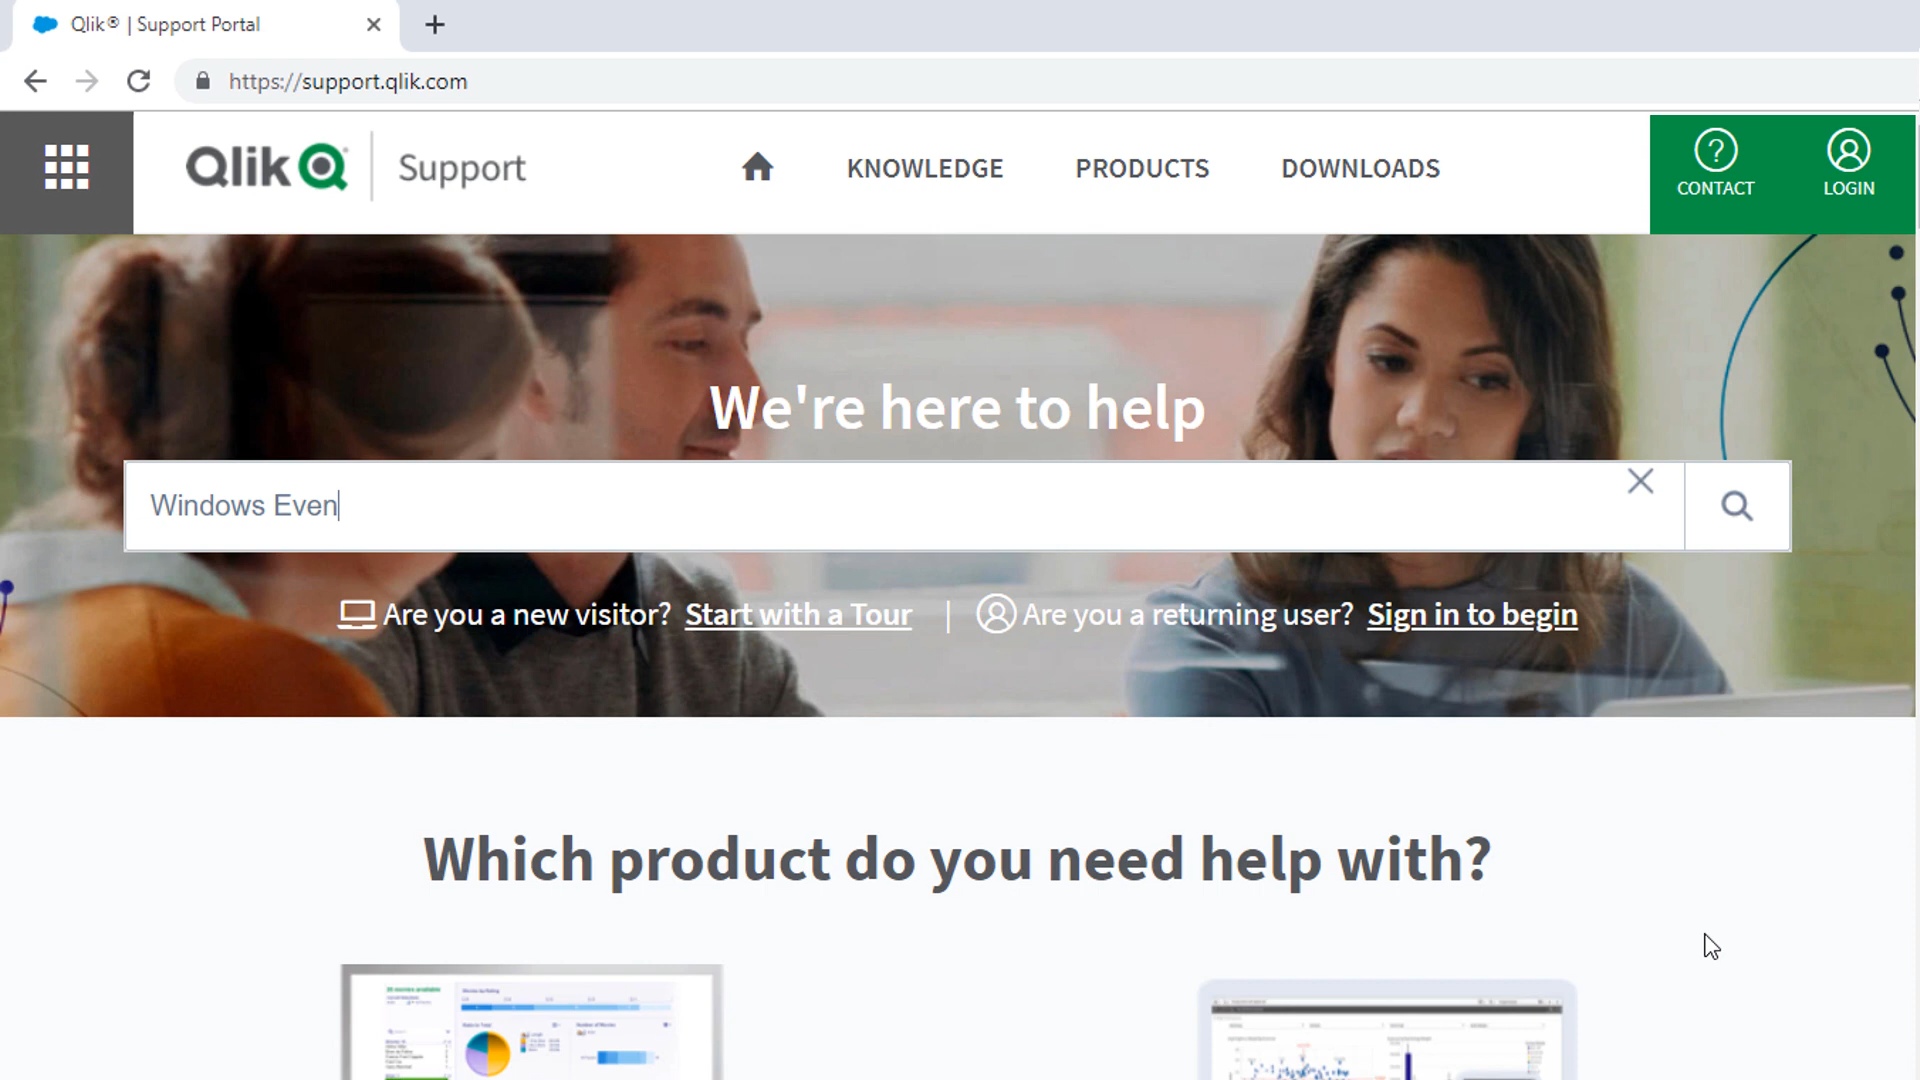 Qlik® | Support Portal
https://support.qlik.com
Qlik Support
KNOWLEDGE
PRODUCTS
DOWNLOADS
CONTACT
LOGIN
We're here to help
Windows Even
Are you a new visitor? Start with a Tour | Are you a returning user? Sign in to begin
Which product do you need help with?